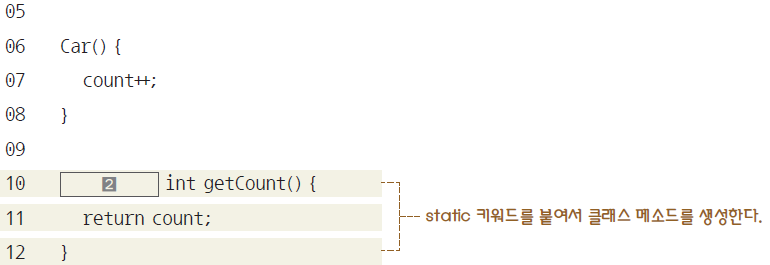 05
06 Car() {
07 count++;
08 }
09
10 2 int getCount() {
11 return count; static 키워드를 붙여서 클래스 메소드를 생성한다.
12 }